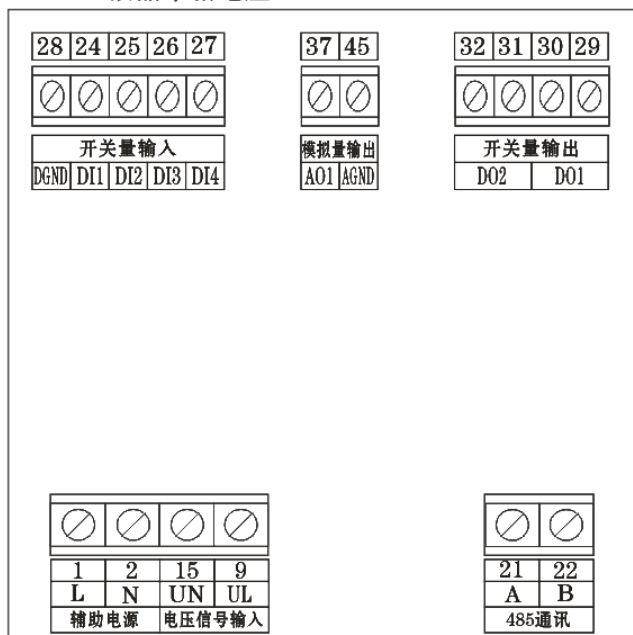 28 24 25 26 27
37 45
32 31 30 29
开关量输入
模拟量输出
开关量输出
DGND DI1 DI2 DI3 DI4
AO1 AGND
DO2 DO1
1 2 15 9
21 22
L N UN UL
A B
辅助电源 电压信号输入
485通讯